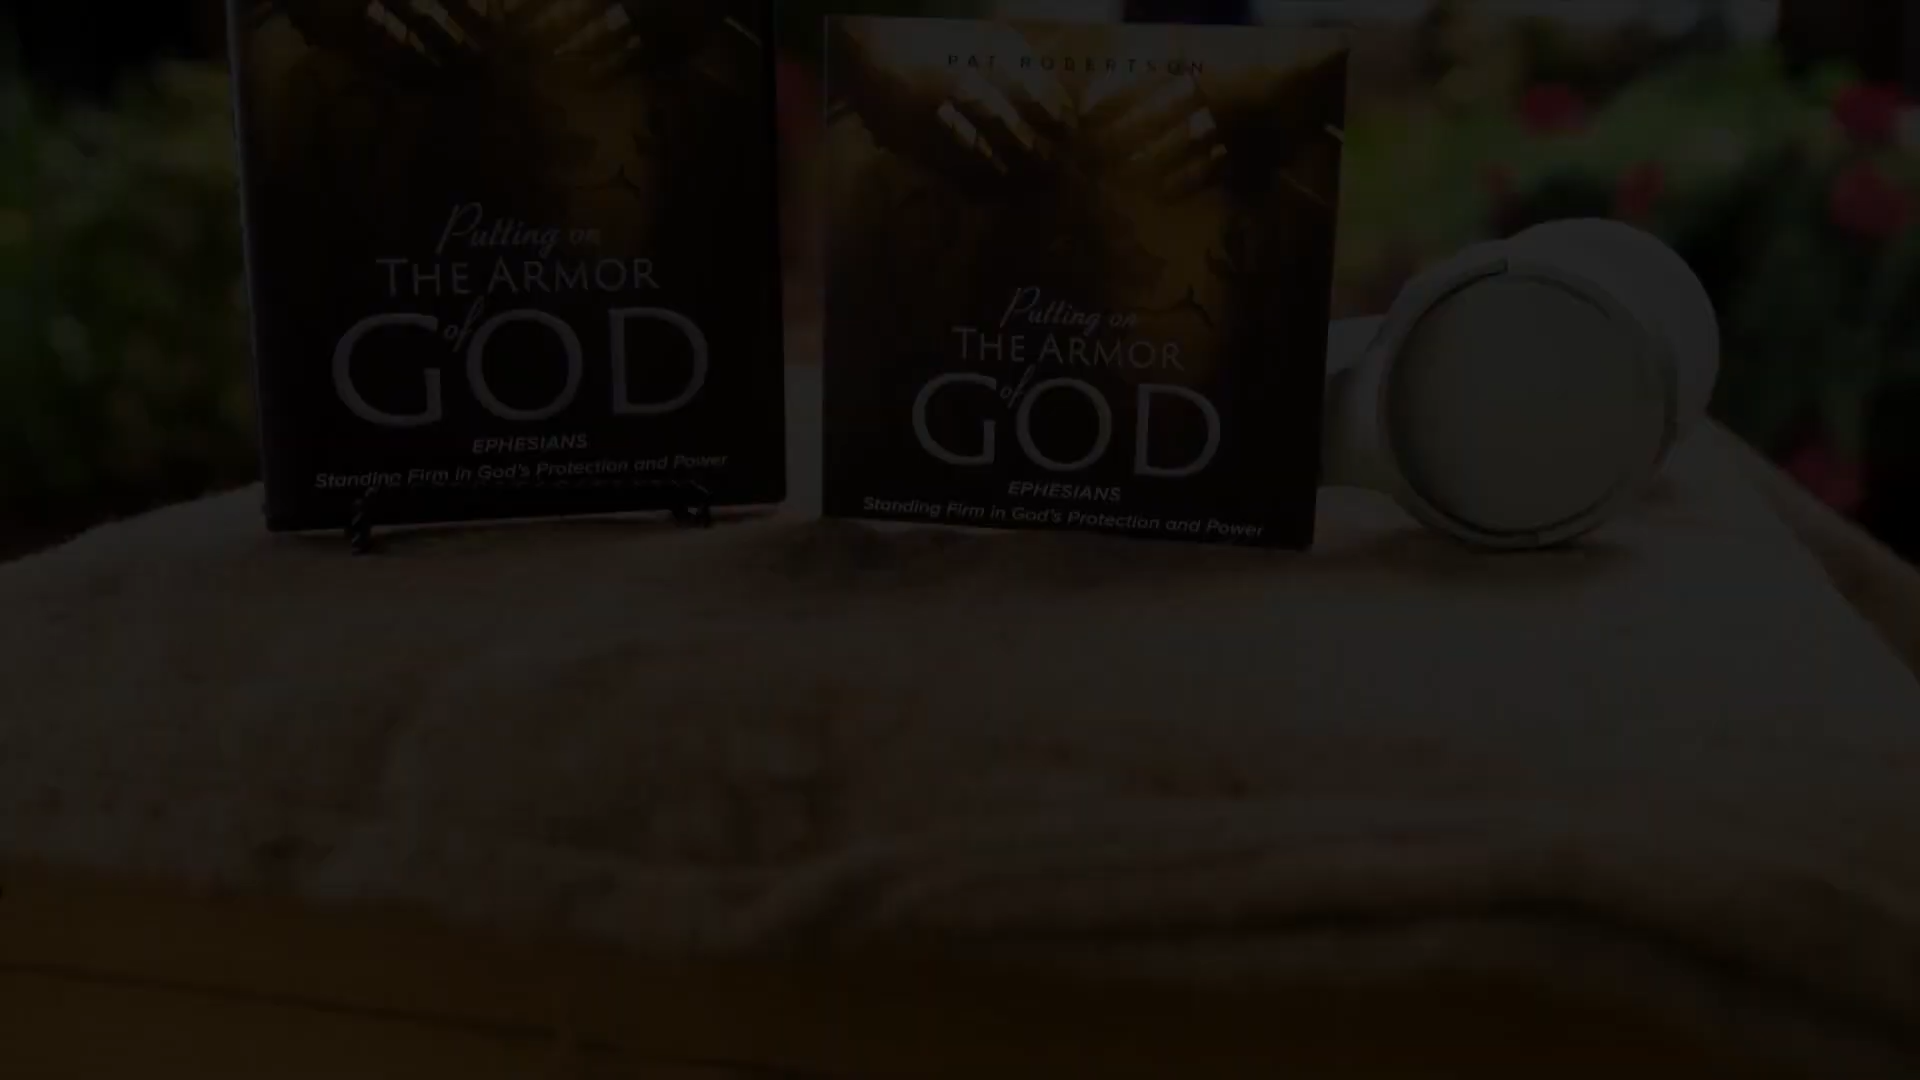 Putting on
THE ARMOR
of
GOD
EPHESIANS
Standing Firm in God's Protection and Power
PAT ROBERTSON
Putting on
THE ARMOR
of
GOD
EPHESIANS
Standing Firm in God's Protection and Power